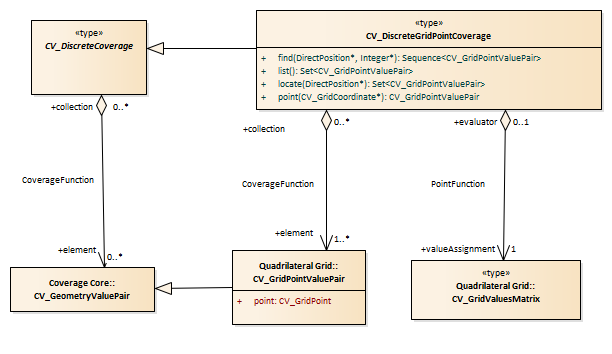 «type»
CV_DiscreteCoverage
«type»
CV_DiscreteGridPointCoverage
+ find(DirectPosition*, Integer*): Sequence<CV_GridPointValuePair>
+ list(): Set<CV_GridPointValuePair>
+ locate(DirectPosition*): Set<CV_GridPointValuePair>
+ point(CV_GridCoordinate*): CV_GridPointValuePair
+collection 0..*
+collection 0..*
+evaluator 0..1
CoverageFunction
CoverageFunction
PointFunction
+element 0..*
+element 1..*
+valueAssignment 1
Coverage Core::
CV_GeometryValuePair
Quadrilateral Grid::
CV_GridPointValuePair
+ point: CV_GridPoint
«type»
Quadrilateral Grid::
CV_GridValuesMatrix